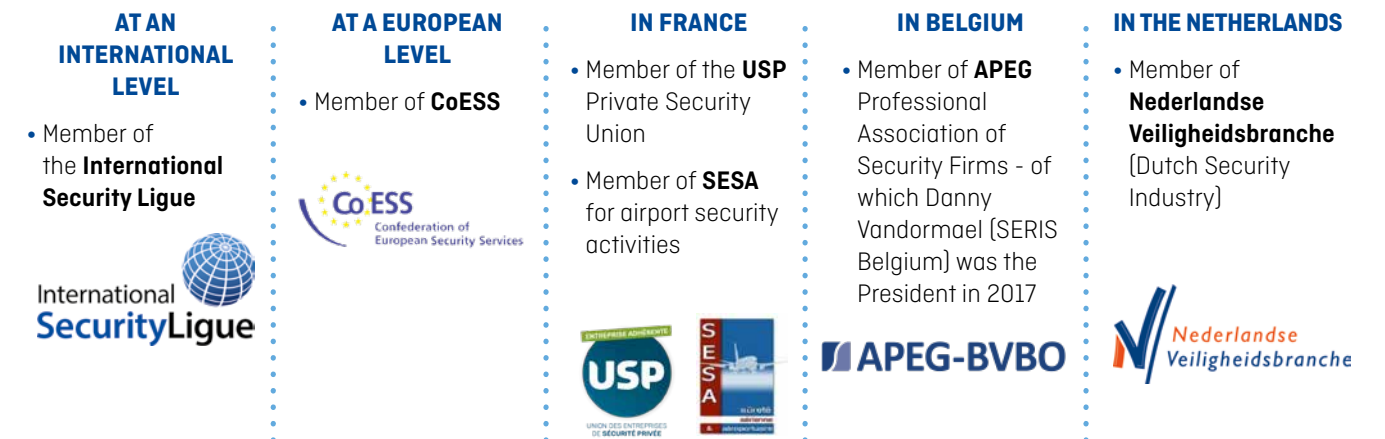 AT AN
INTERNATIONAL
LEVEL
• Member of
the International
Security Ligue
International
SecurityLigue
AT A EUROPEAN
LEVEL
• Member of CoESS
CoESS
Confederation of
European Security Services
IN FRANCE
• Member of the USP
Private Security
Union
• Member of SESA
for airport security
activities
ENTREPRISE ADHÉRENTE
USP
UNION DES ENTREPRISES
DE SÉCURITÉ PRIVÉE
SESA
sûreté
aérienne
& aéroportuaire
IN BELGIUM
• Member of APEG
Professional
Association of
Security Firms - of
which Danny
Vandormael (SERIS
Belgium) was the
President in 2017
APEG-BVBO
IN THE NETHERLANDS
• Member of
Nederlandse
Veiligheidsbranche
(Dutch Security
Industry)
Nederlandse
Veiligheidsbranche